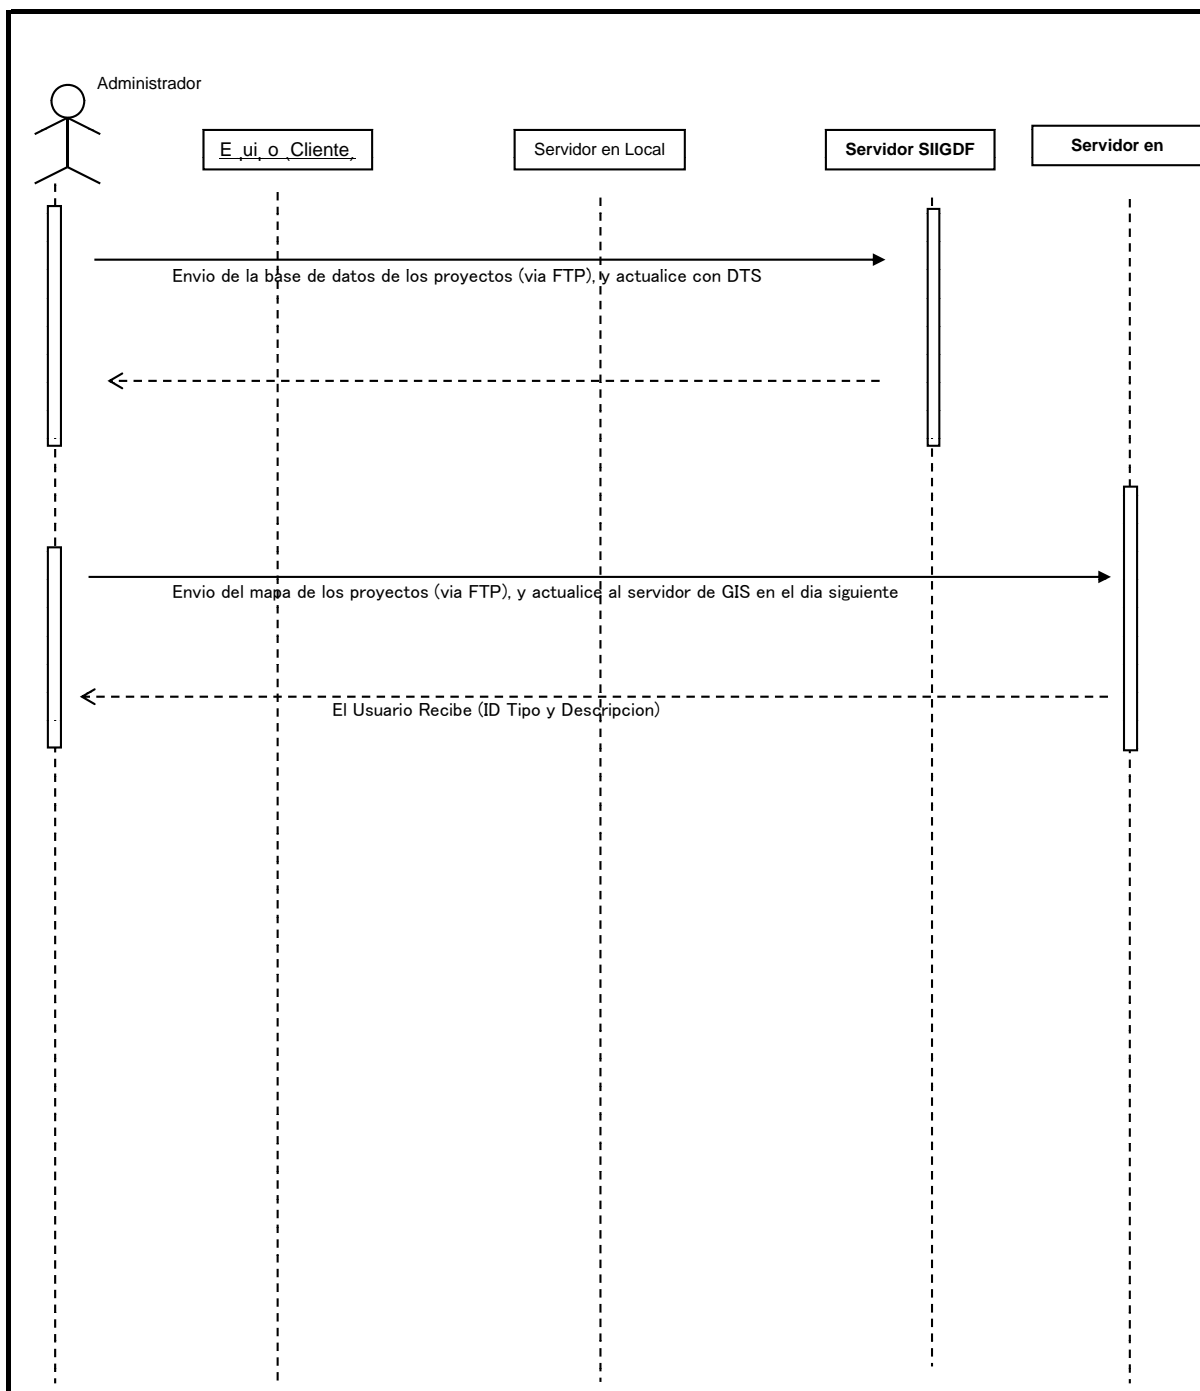 Administrador
Cliente
Servidor en Local
Servidor SIIGDF
Servidor en
Envio de la base de datos de los proyectos (via FTP), y actualice con DTS
Envio del mapa de los proyectos (via FTP), y actualice al servidor de GIS en el dia siguiente
El Usuario Recibe (ID Tipo y Descripcion)